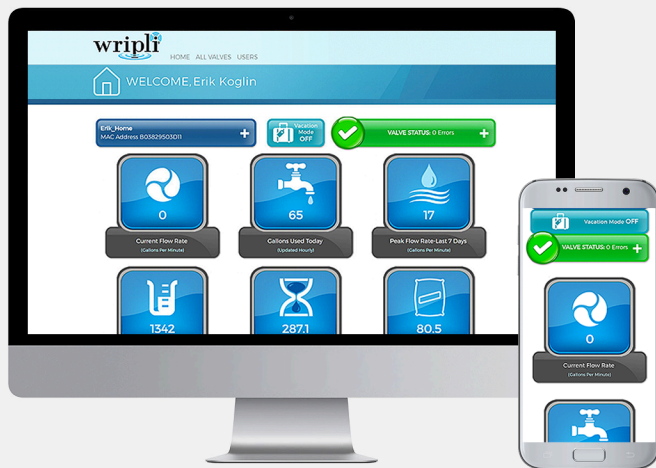 wripli
HOME ALL VALVES USERS
WELCOME, Erik Koglin
Erik_Home
MAC Address B03829503D11
+
Vacation
Mode
OFF
VALVE STATUS: 0 Errors
+
0
Current Flow Rate
(Gallons Per Minute)
65
Gallons Used Today
(Updated Hourly)
17
Peak Flow Rate-Last 7 Days
(Gallons Per Minute)
1342
287.1
80.5
Vacation Mode OFF
VALVE STATUS: 0 Errors
+
0
Current Flow Rate
(Gallons Per Minute)